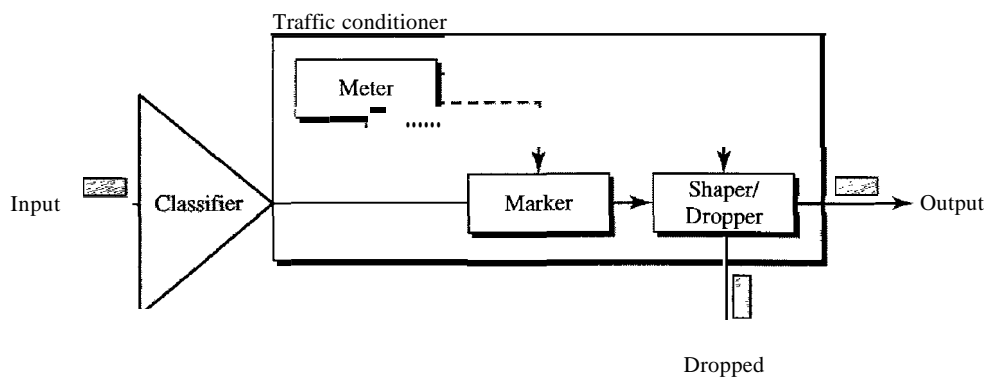 Traffic conditioner
Meter
Input
Classifier
Marker
Shaper/
Dropper
Output
Dropped